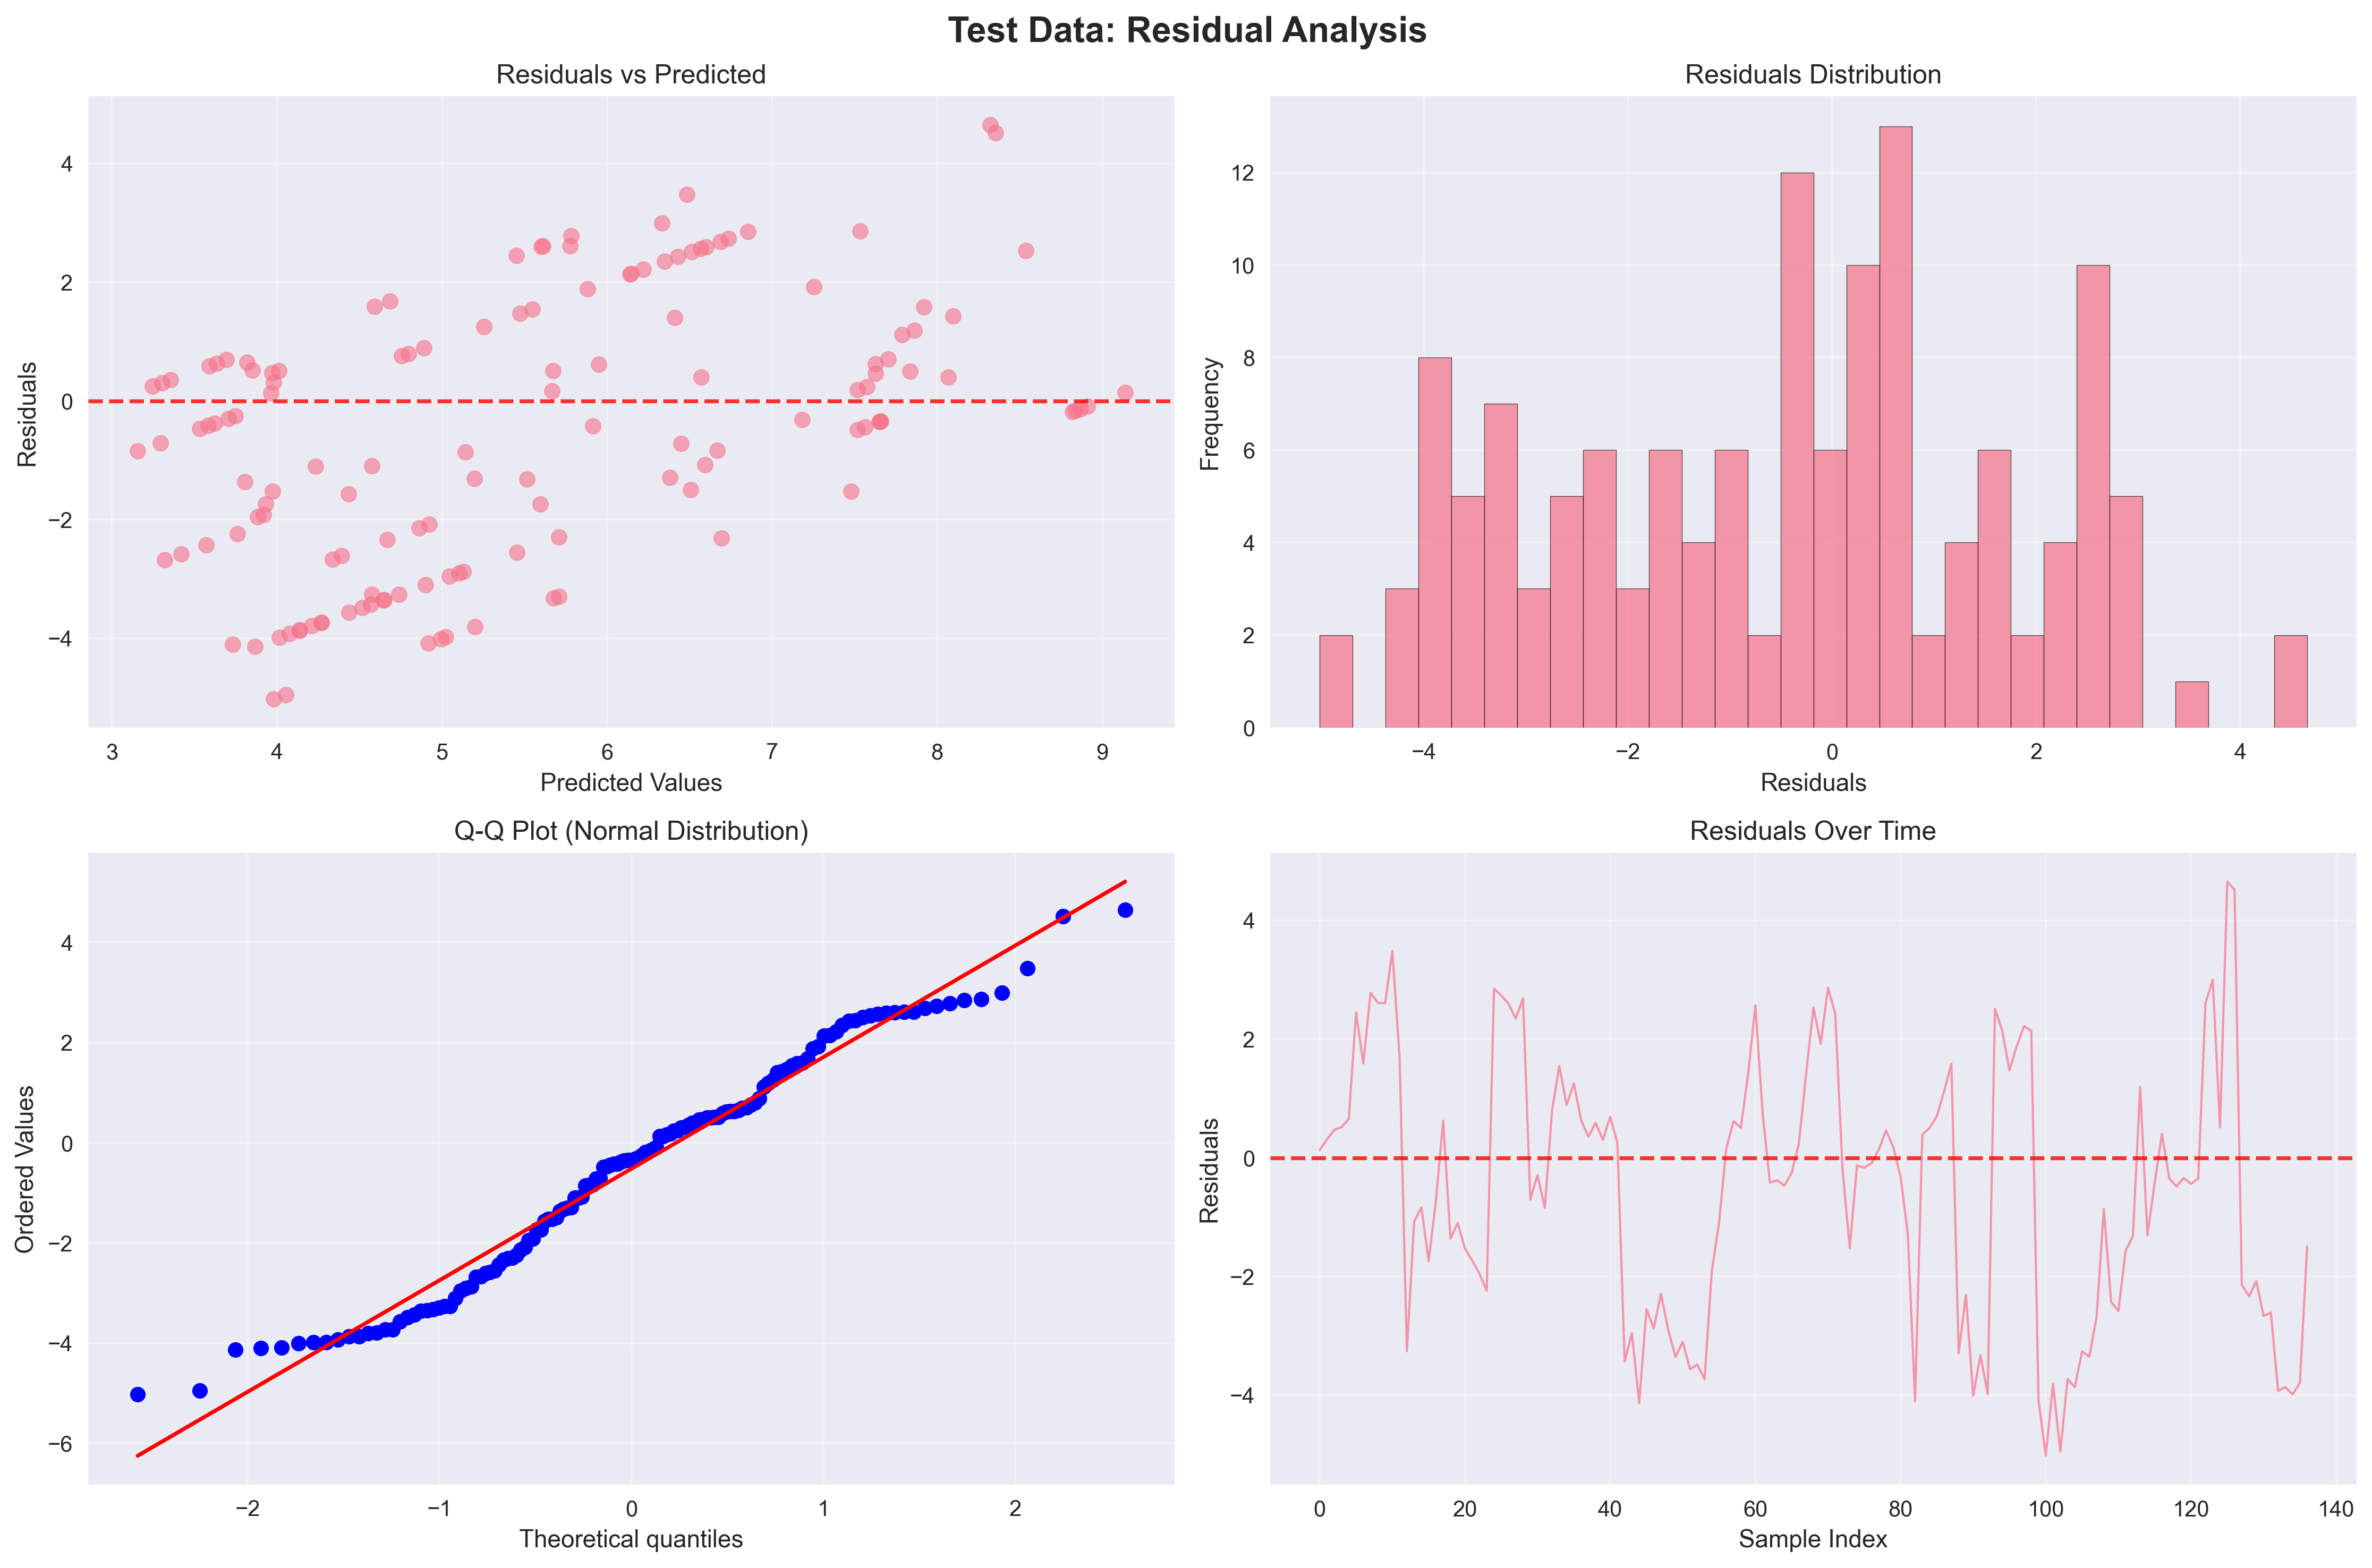 Test Data: Residual Analysis
Residuals vs Predicted
Residuals
4
2
0
−2
−4
3 4 5 6 7 8 9
Predicted Values
Residuals Distribution
Frequency
12
10
8
6
4
2
0
−4 −2 0 2 4
Residuals
Q-Q Plot (Normal Distribution)
Ordered Values
4
2
0
−2
−4
−6
−2 −1 0 1 2
Theoretical quantiles
Residuals Over Time
Residuals
4
2
0
−2
−4
0 20 40 60 80 100 120 140
Sample Index